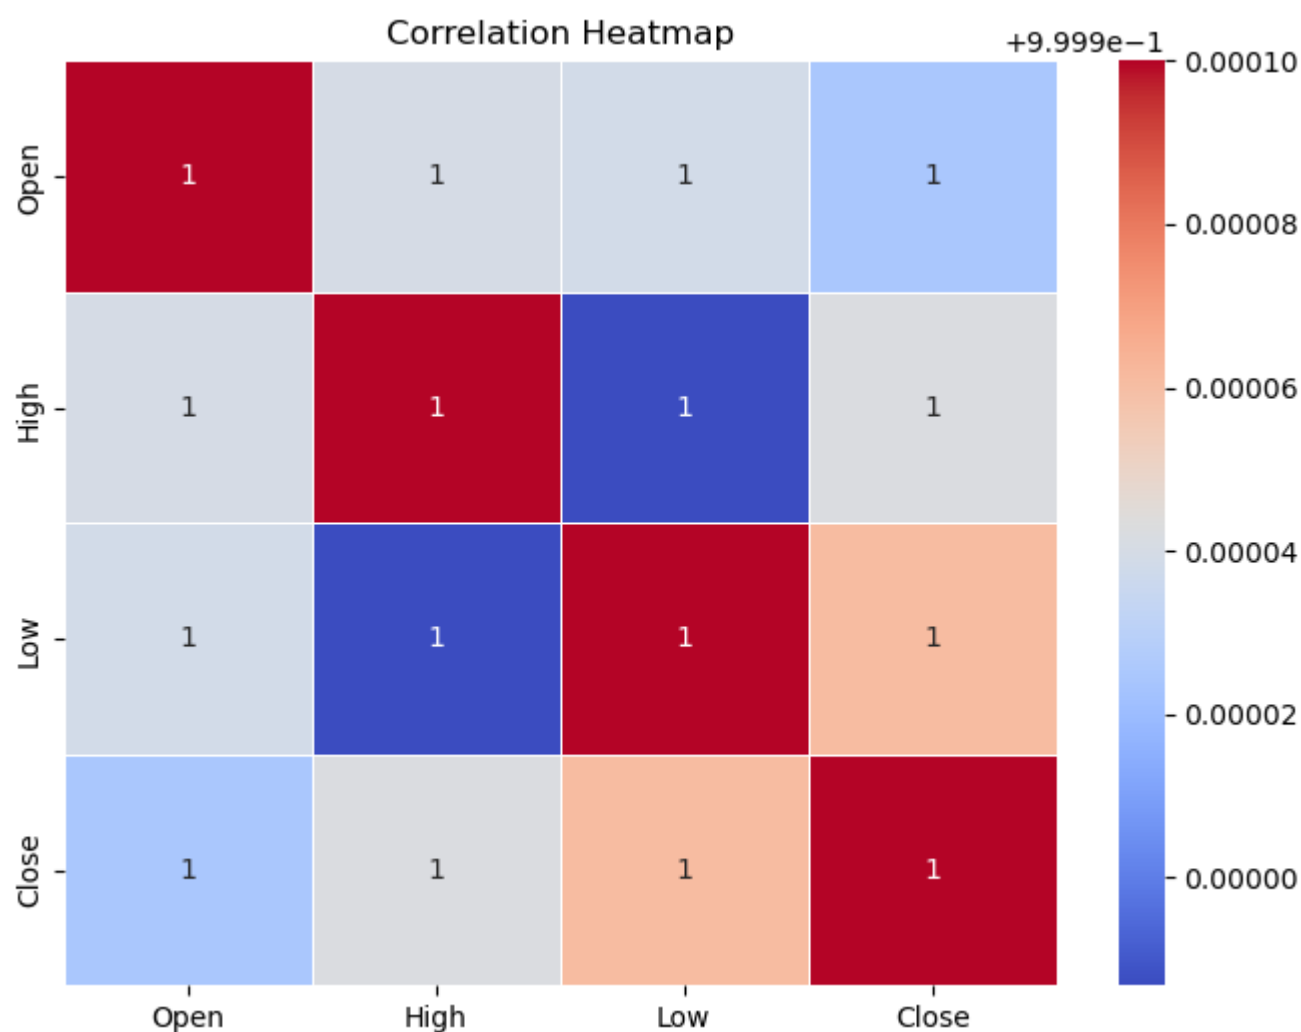 Correlation Heatmap
+9.999e−1
Open 1 1 1 1
High 1 1 1 1
Low 1 1 1 1
Close 1 1 1 1
Open High Low Close
0.00010
0.00008
0.00006
0.00004
0.00002
0.00000